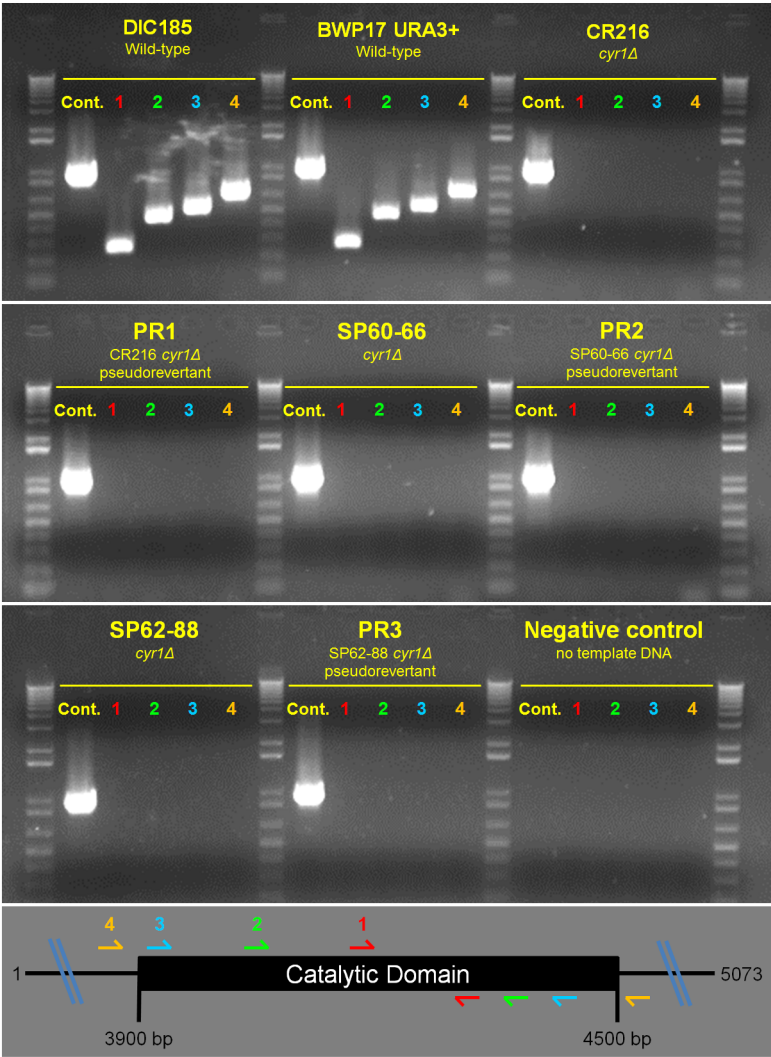 DIC185 BWP17 URA3+ CR216
Wild-type Wild-type cyr1Δ
Cont. 1 2 3 4 Cont. 1 2 3 4 Cont. 1 2 3 4
PR1 SP60-66 PR2
CR216 cyr1Δ cyr1Δ SP60-66 cyr1Δ
pseudorevertant pseudorevertant
Cont. 1 2 3 4 Cont. 1 2 3 4 Cont. 1 2 3 4
SP62-88 PR3 Negative control
cyr1Δ SP62-88 cyr1Δ no template DNA
pseudorevertant
Cont. 1 2 3 4 Cont. 1 2 3 4 Cont. 1 2 3 4
4 3 2 1
1 Catalytic Domain 5073
3900 bp 4500 bp